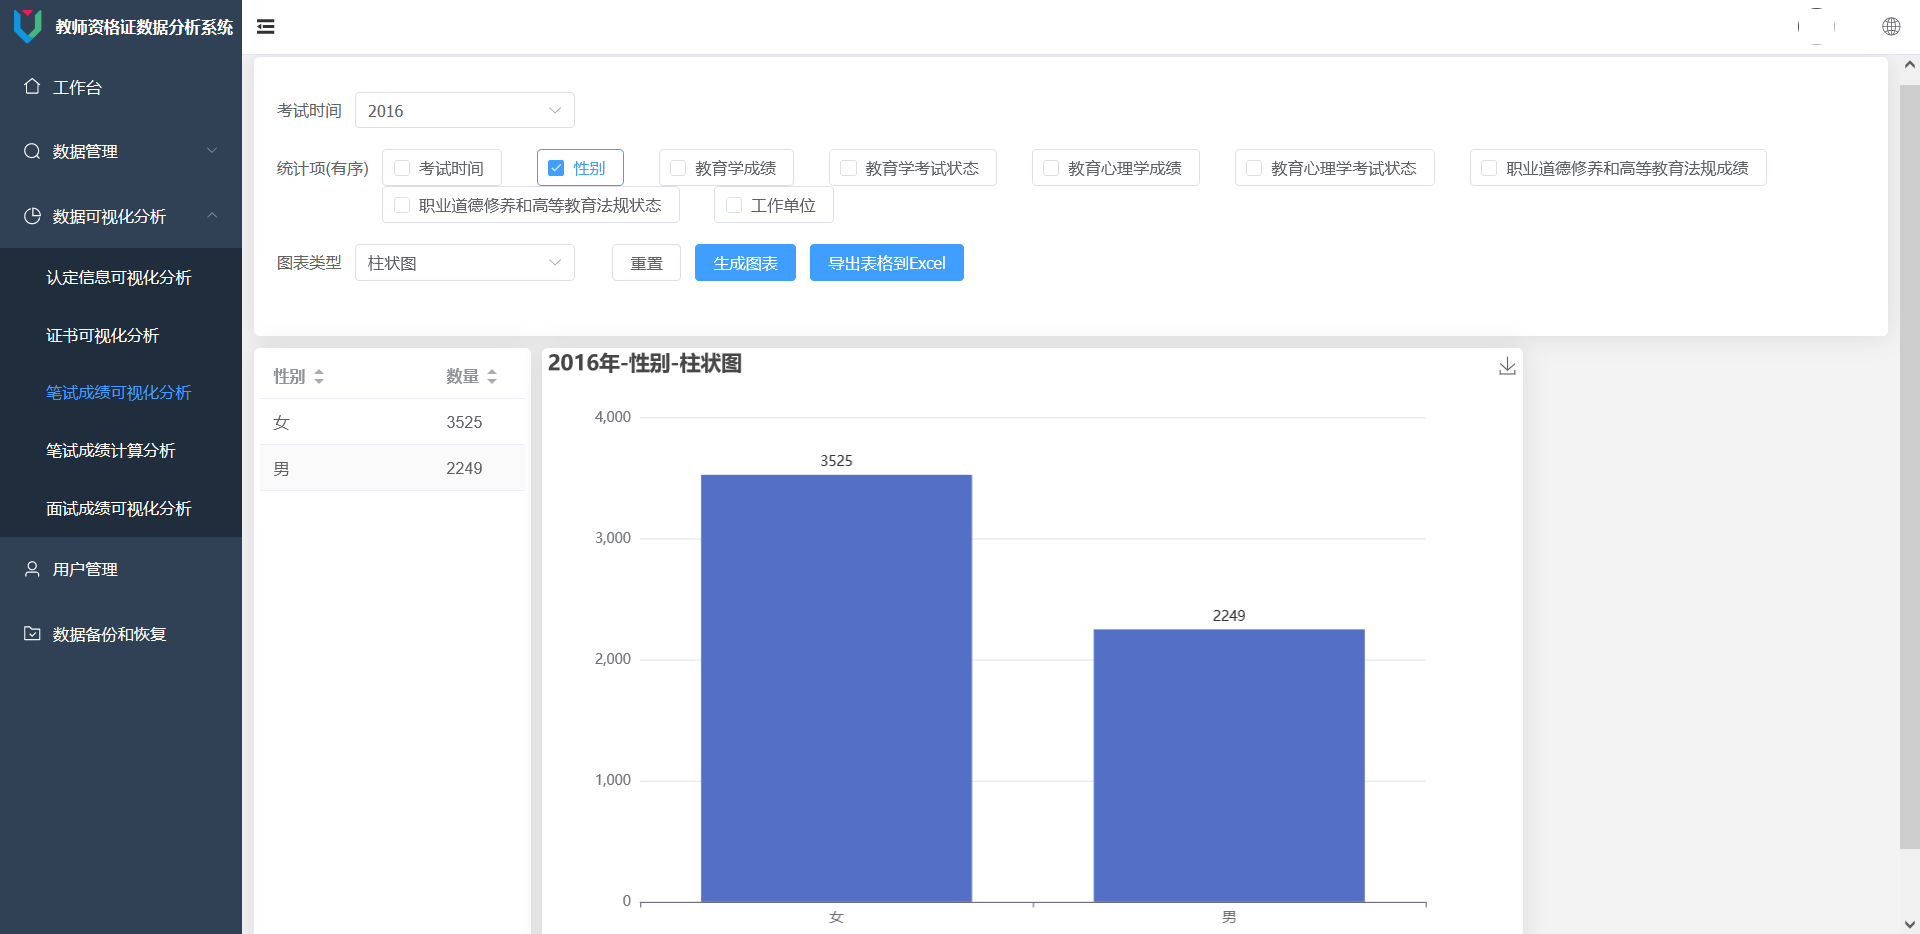 教师资格证数据分析系统
工作台
数据管理
数据可视化分析
认定信息可视化分析
证书可视化分析
笔试成绩可视化分析
笔试成绩计算分析
面试成绩可视化分析
用户管理
数据备份和恢复
考试时间 2016
统计项(有序) 考试时间 性别 教育学成绩 教育学考试状态 教育心理学成绩 教育心理学考试状态 职业道德修养和高等教育法规成绩
职业道德修养和高等教育法规状态 工作单位
图表类型 柱状图 重置 生成图表 导出表格到Excel
性别 数量
女 3525
男 2249
2016年-性别-柱状图
4,000
3525
3,000
2249
2,000
1,000
0
女 男